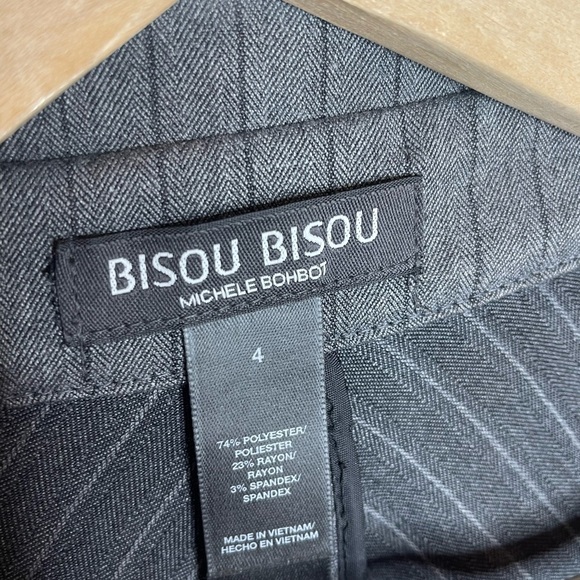 BISOU BISOU
MICHELE BOHBOT
4
74% POLYESTER/
POLIESTER
23% RAYON/
RAYON
3% SPANDEX/
SPANDEX
MADE IN VIETNAM/
HECHO EN VIETNAM